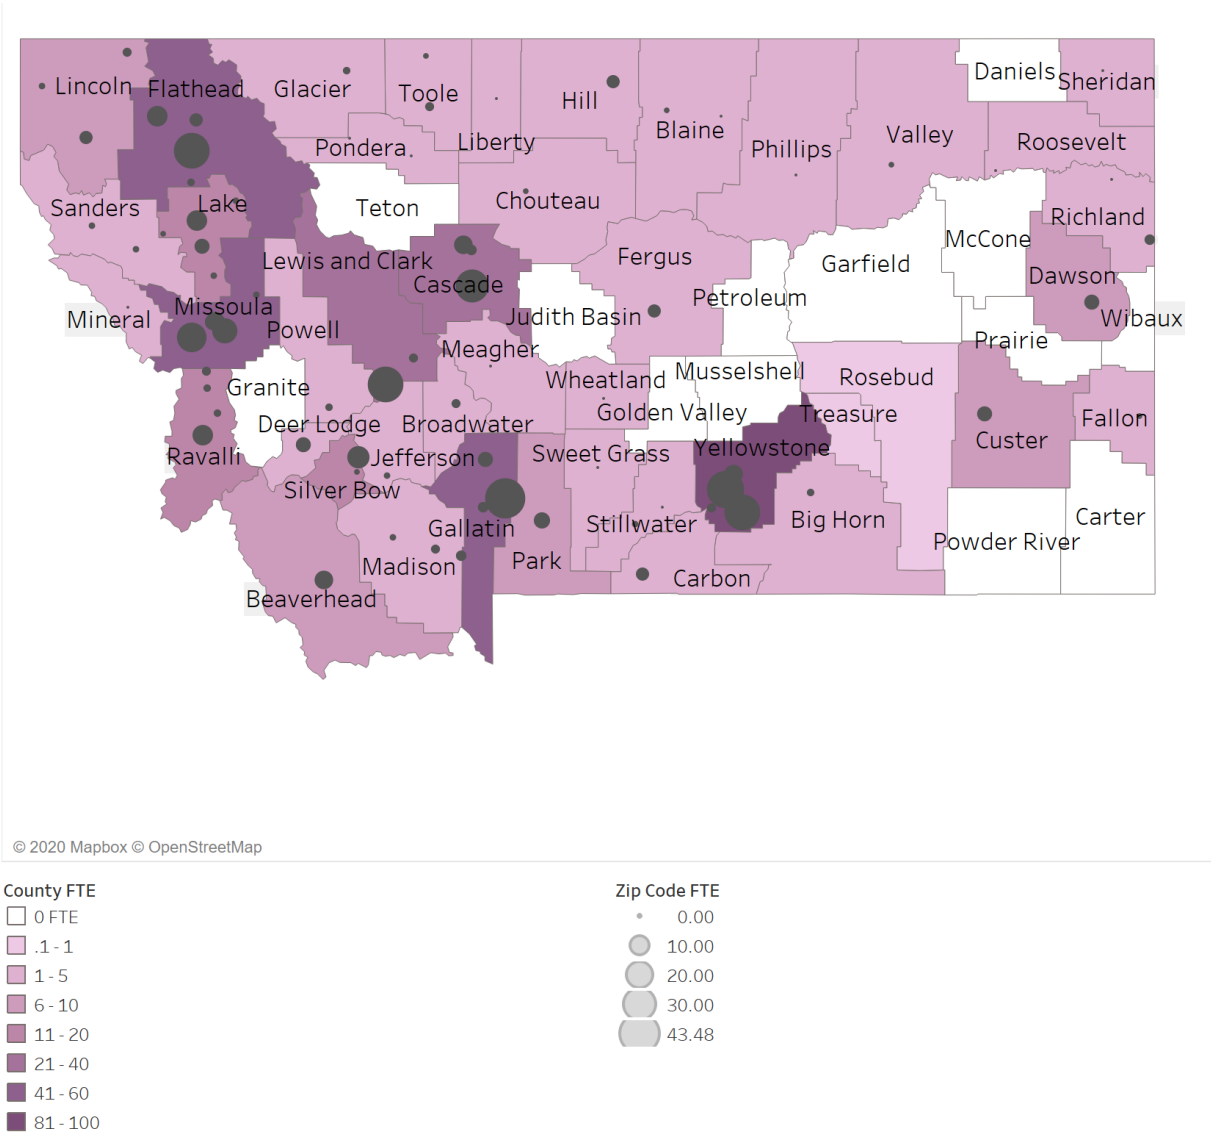 Daniels
Sheridan
Lincoln
Flathead
Glacier
Toole
Hill
Liberty
Blaine
Phillips
Valley
Roosevelt
Pondera
Sanders
Lake
Teton
Chouteau
Richland
McCone
Lewis and Clark
Cascade
Fergus
Garfield
Dawson
Mineral
Missoula
Powell
Judith Basin
Petroleum
Wibaux
Prairie
Meagher
Granite
Wheatland
Musselshell
Rosebud
Deer Lodge
Broadwater
Golden Valley
Treasure
Custer
Fallon
Ravalli
Jefferson
Sweet Grass
Yellowstone
Silver Bow
Gallatin
Stillwater
Big Horn
Carter
Powder River
Madison
Park
Carbon
Beaverhead
© 2020 Mapbox © OpenStreetMap
County FTE
0 FTE
.1 - 1
1 - 5
6 - 10
11 - 20
21 - 40
41 - 60
81 - 100
Zip Code FTE
0.00
10.00
20.00
30.00
43.48